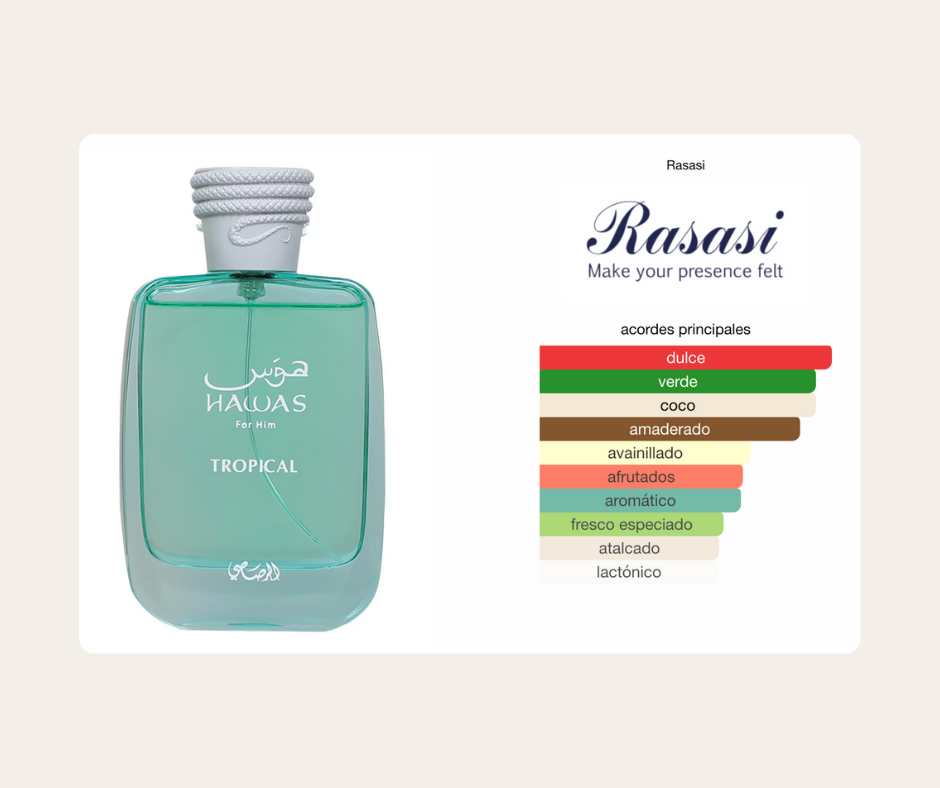 هوس
HAWAS
For Him
TROPICAL
الرصاصي
Rasasi
Rasasi
Make your presence felt
acordes principales
dulce
verde
coco
amaderado
avainillado
afrutados
aromático
fresco especiado
atalcado
lactónico